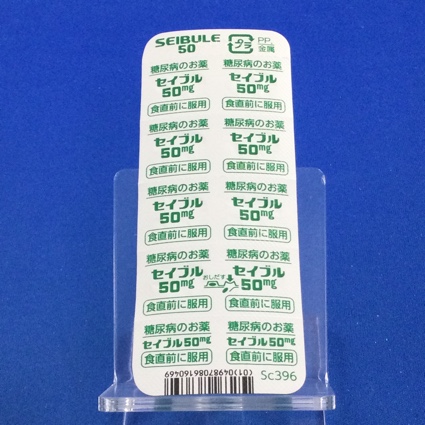 SEIBULE
50
プラ
PP、
金属
糖尿病のお薬
セイブル
50mg
食直前に服用
糖尿病のお薬
セイブル
50mg
食直前に服用
糖尿病のお薬
セイブル
50mg
食直前に服用
糖尿病のお薬
セイブル
50mg
食直前に服用
糖尿病のお薬
セイブル
50mg
食直前に服用
糖尿病のお薬
セイブル
50mg
食直前に服用
糖尿病のお薬
セイブル
50mg
食直前に服用
おしだす
糖尿病のお薬
セイブル
50mg
食直前に服用
糖尿病のお薬
セイブル50mg
食直前に服用
糖尿病のお薬
セイブル50mg
食直前に服用
(01)04987086160469
Sc396